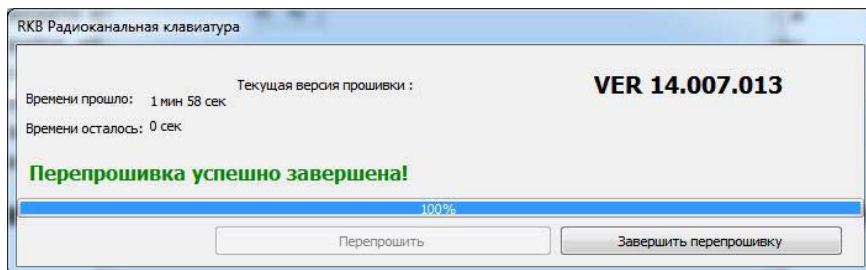 RKB Радиоканальная клавиатура
Текущая версия прошивки : VER 14.007.013
Времени прошло: 1 мин 58 сек
Времени осталось: 0 сек
Перепрошивка успешно завершена!
100%
Перепрошить Завершить перепрошивку